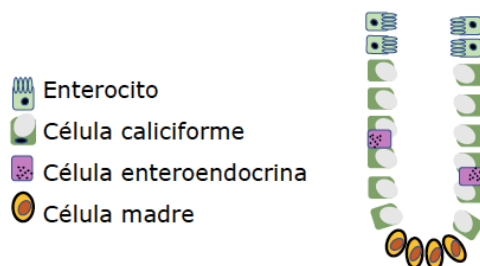 Enterocito
Célula caliciforme
Célula enteroendocrina
Célula madre